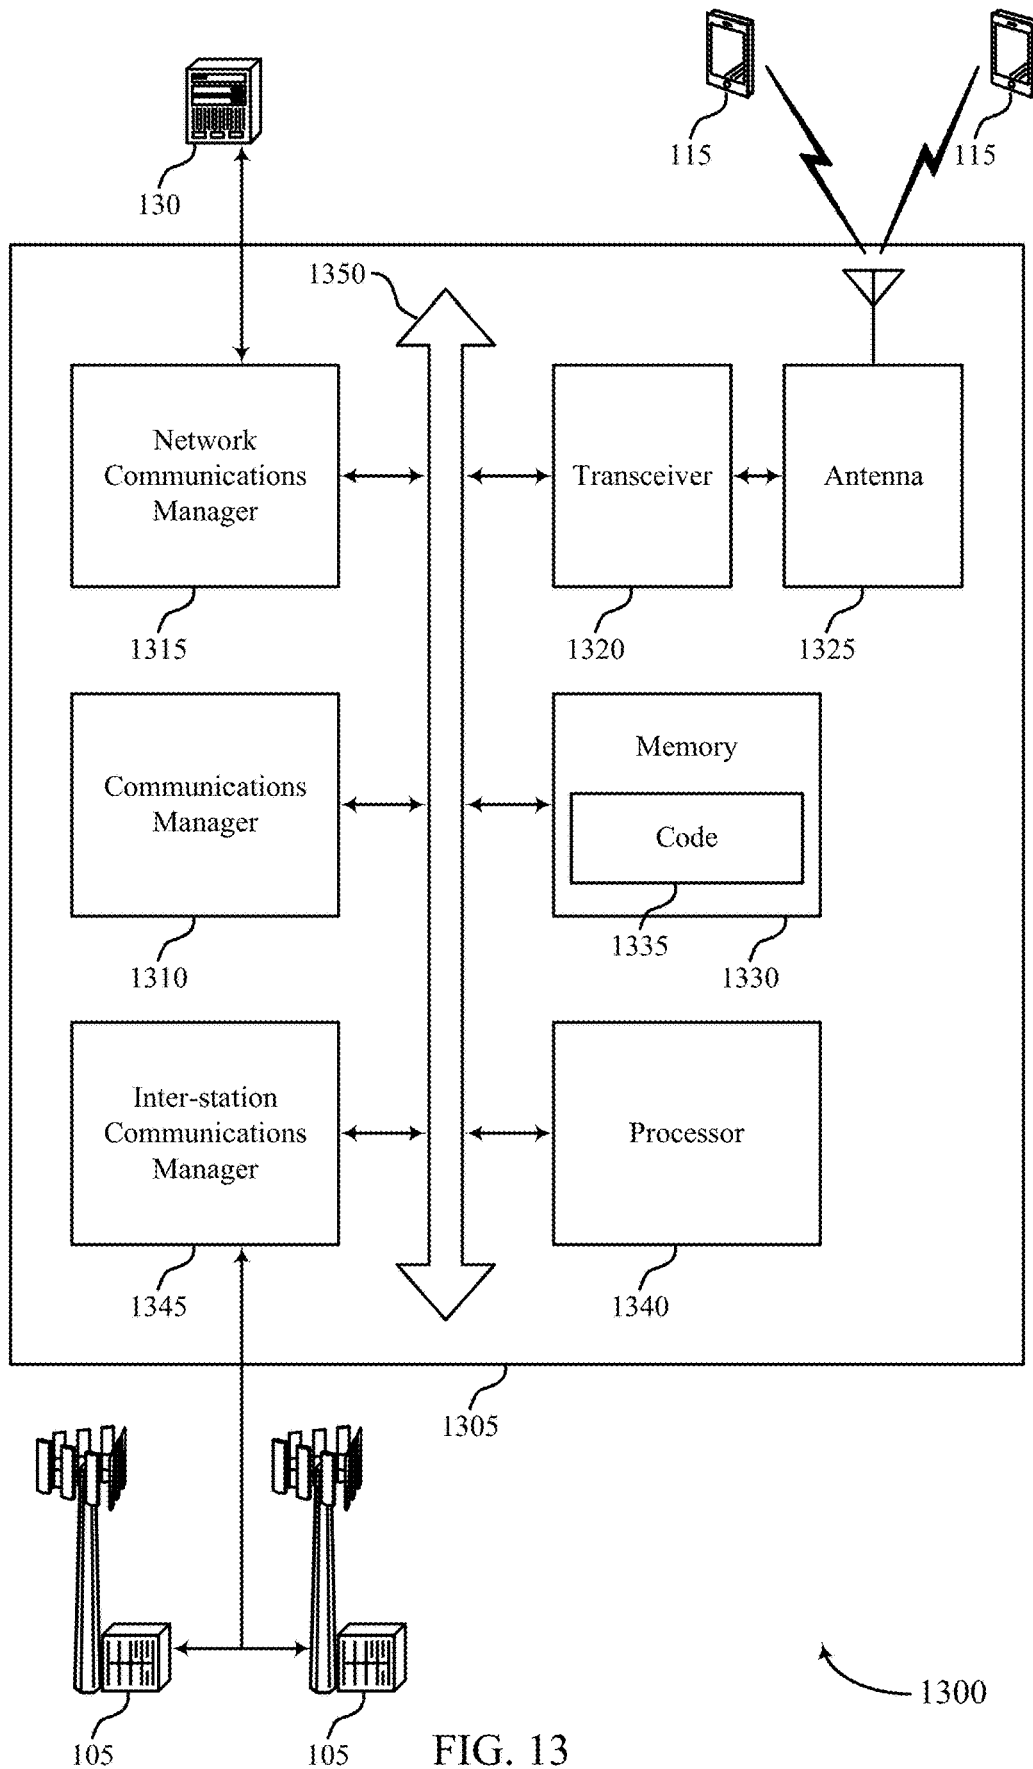 115
115
130
1350
Network
Communications
Manager
Transceiver
Antenna
1315
1320
1325
Communications
Manager
Memory
Code
1335
1310
1330
Inter-station
Communications
Manager
Processor
1345
1340
1305
1300
105
105
FIG. 13